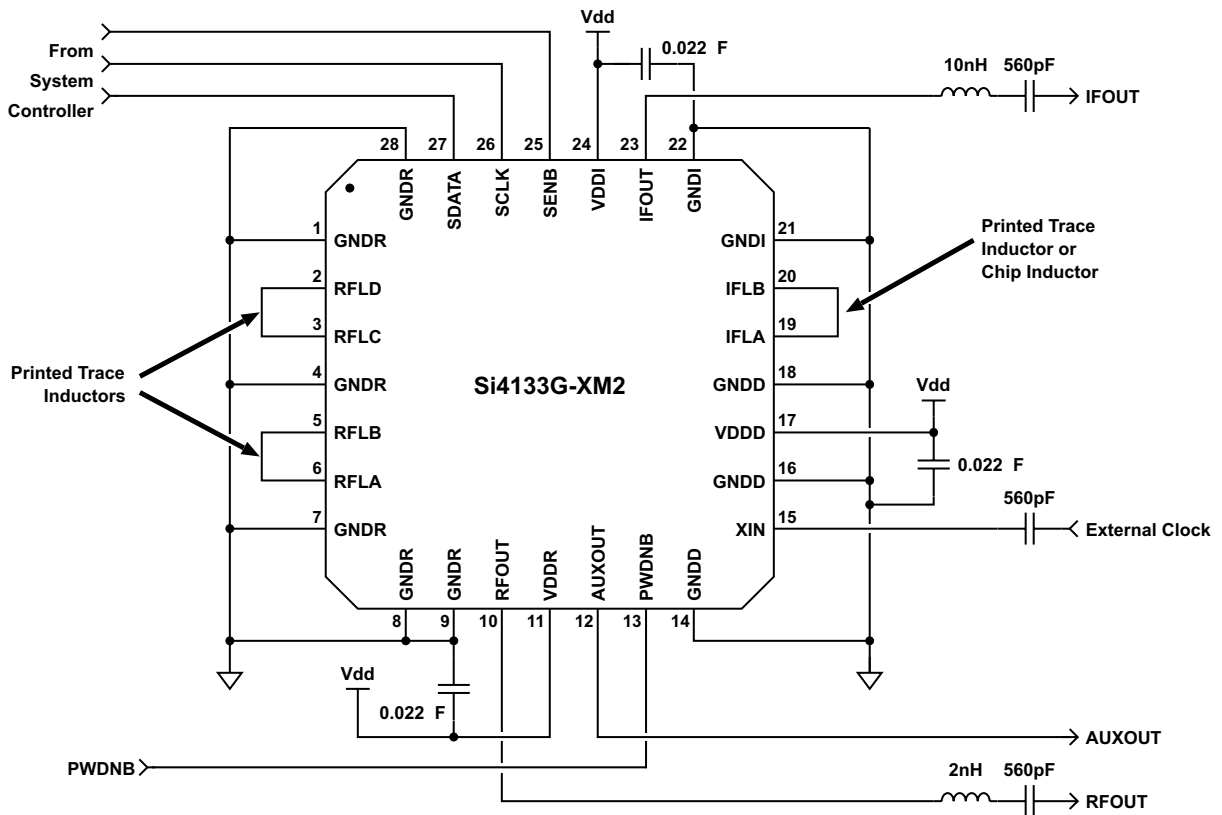 Vdd
From
System
Controller
0.022 F
10nH 560pF
IFOUT
28 27 26 25 24 23 22
GNDR SDATA SCLK SENB VDDI IFOUT GNDI
1 GNDR
2 RFLD
3 RFLC
4 GNDR
5 RFLB
6 RFLA
7 GNDR
Printed Trace
Inductors
Si4133G-XM2
GNDI 21
IFLB 20
IFLA 19
GNDD 18
VDDD 17
GNDD 16
XIN 15
Printed Trace
Inductor or
Chip Inductor
Vdd
0.022 F
560pF
External Clock
GNDR GNDR RFOUT VDDR AUXOUT PWDNB GNDD
8 9 10 11 12 13 14
Vdd
0.022 F
AUXOUT
PWDNB
2nH 560pF
RFOUT